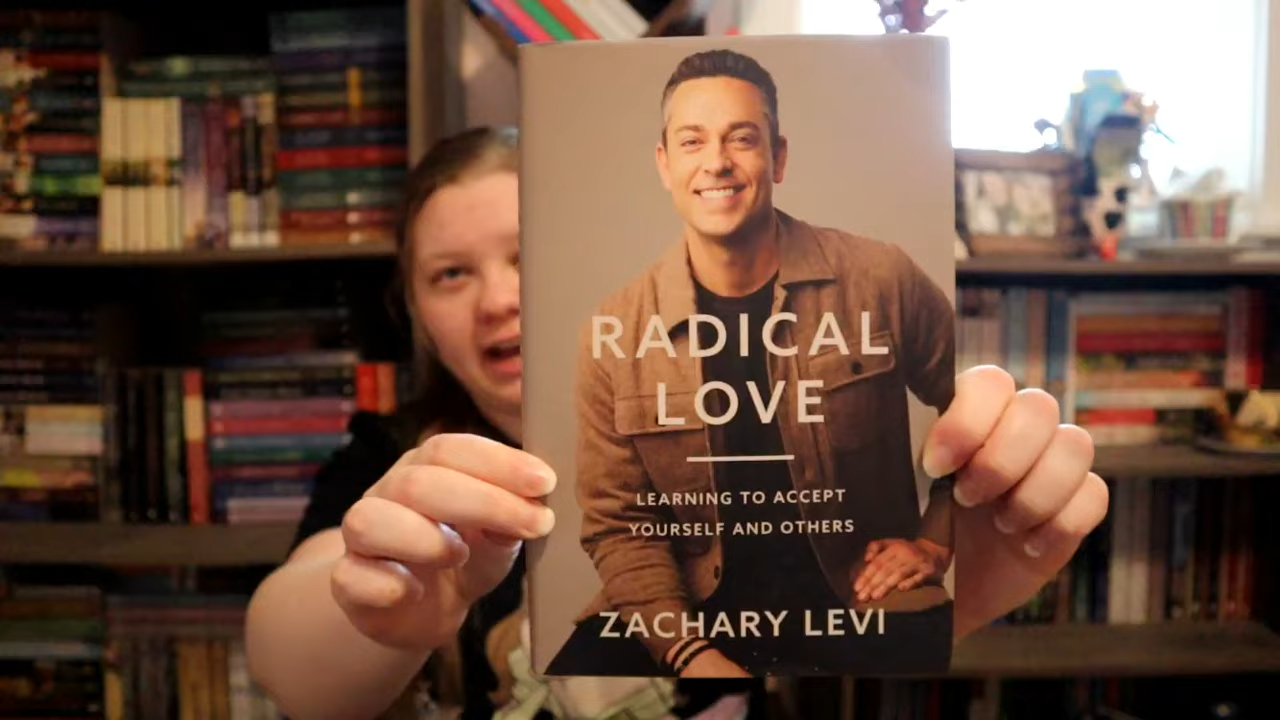 RADICAL
LOVE
LEARNING TO ACCEPT
YOURSELF AND OTHERS
ZACHARY LEVI